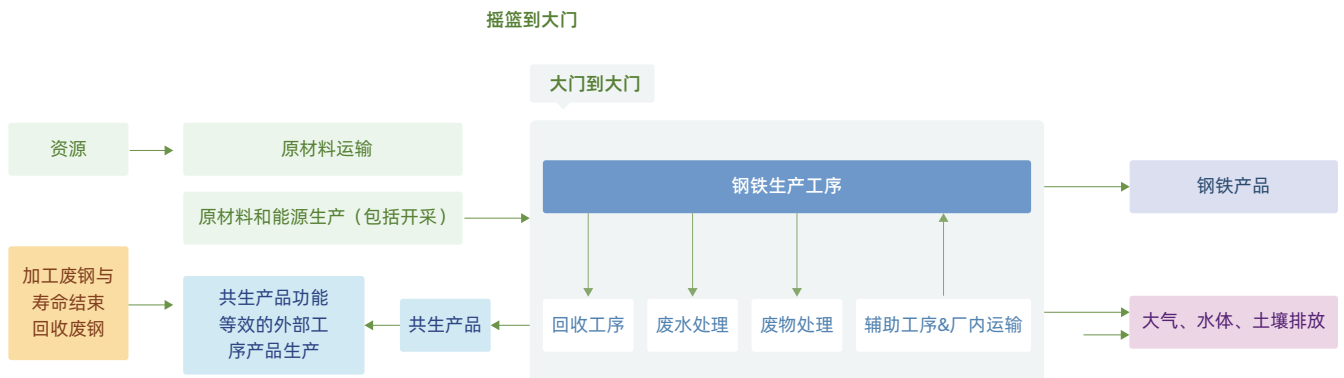 摇篮到大门
大门到大门
资源
原材料运输
钢铁生产工序
钢铁产品
原材料和能源生产（包括开采）
加工废钢与
寿命结束
回收废钢
共生产品功能
等效的外部工
序产品生产
共生产品
回收工序
废水处理
废物处理
辅助工序&厂内运输
大气、水体、土壤排放